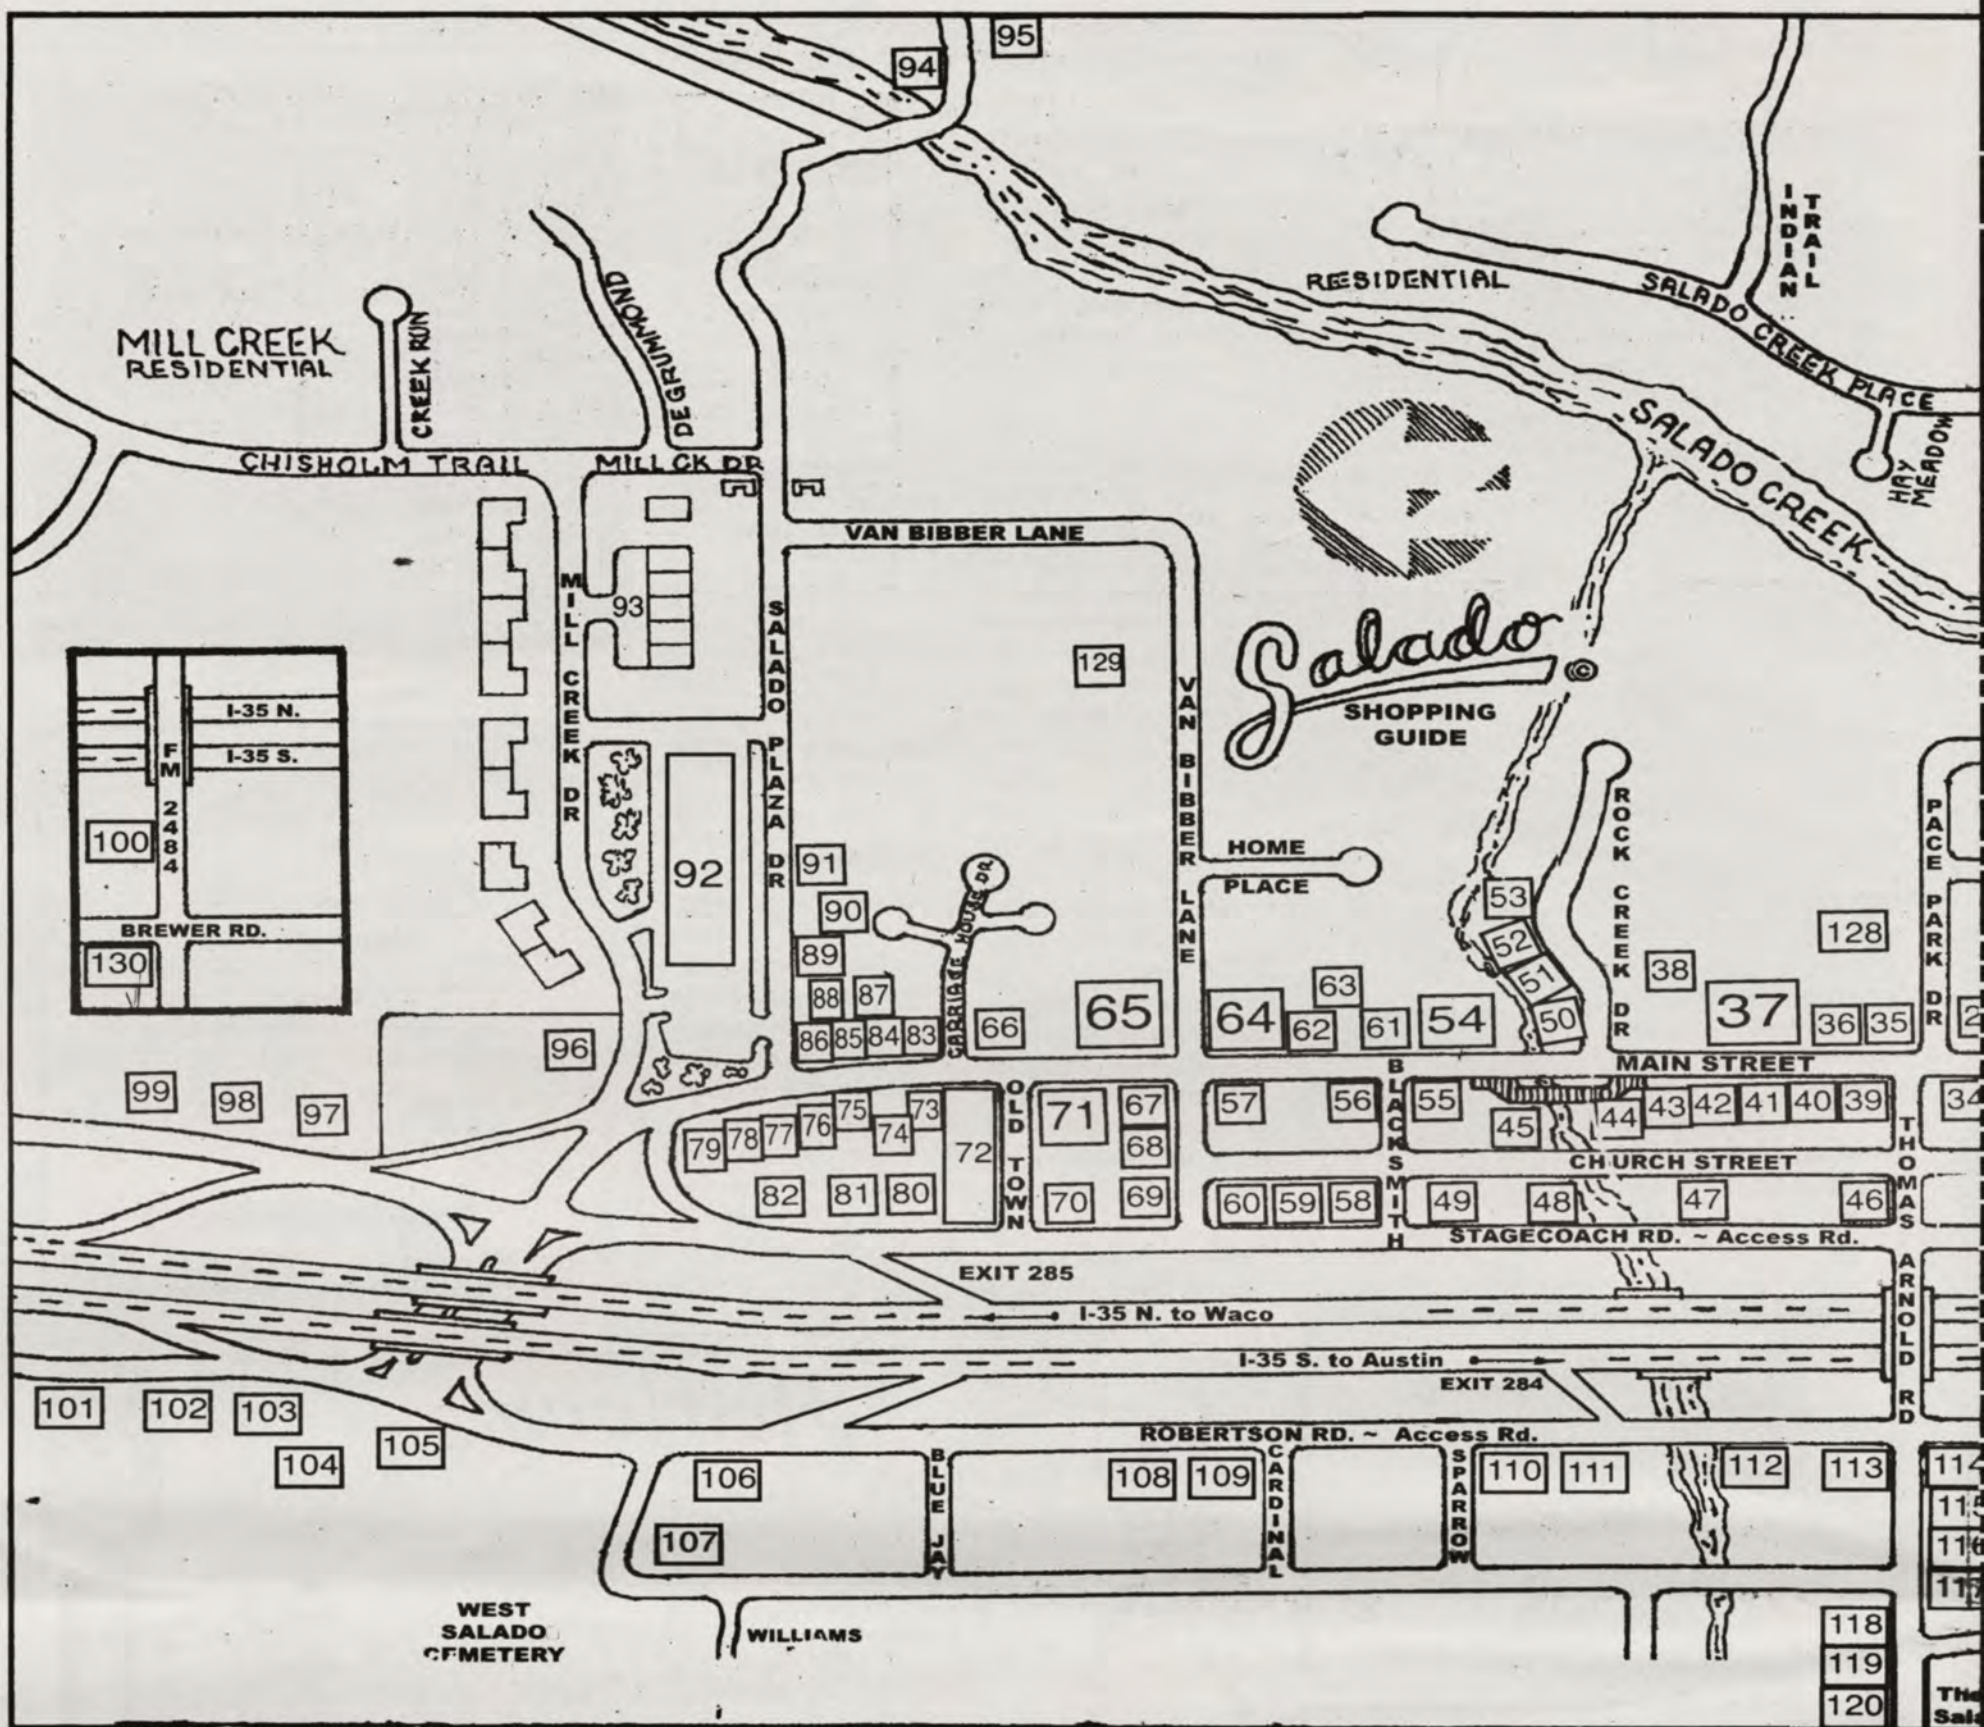 95
94
INDIAN
TRAIL
RESIDENTIAL
SALADO CREEK PLACE
DEGRUMMOND
MILL CREEK
RESIDENTIAL
CREEK RUN
HAY
MEADOW
SALADO CREEK
CHISHOLM TRAIL
MILL CK DR
VAN BIBBER LANE
MILL CREEK DR
93
SALADO PLAZA DR
129
VAN BIBBER LANE
Salado ©
SHOPPING
GUIDE
I-35 N.
I-35 S.
FM 2484
100
BREWER RD.
130
92
91
90
89
88
87
86
85
84
83
CARRIAGE HOUSE DR
66
65
HOME
PLACE
64
63
62
61
54
53
52
51
50
ROCK CREEK DR
38
37
128
36
35
PACE PARK DR
MAIN STREET
96
99
98
97
79
78
77
76
75
74
73
72
82
81
80
OLD TOWN
71
67
68
70
69
57
56
BLACKSMITH
55
45
44
43
42
41
40
39
34
THOMAS ARNOLD RD
CHURCH STREET
60
59
58
49
48
47
46
STAGECOACH RD. ~ Access Rd.
EXIT 285
I-35 N. to Waco
I-35 S. to Austin
EXIT 284
ROBERTSON RD. ~ Access Rd.
101
102
103
104
105
106
107
BLUE JAY
108
109
CARDINAL
SPARROW
110
111
112
113
114
115
116
117
118
119
120
WEST
SALADO
CEMETERY
WILLIAMS